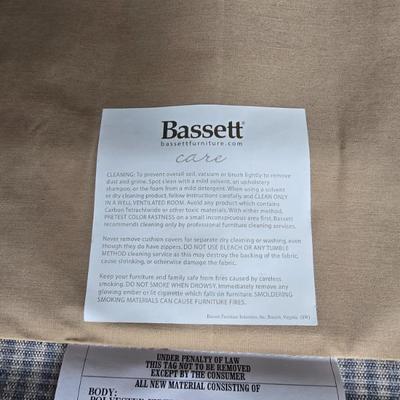 Bassett®
bassettfurniture.com
care
CLEANING: To prevent overall soil, vacuum or brush lightly to remove
dust and grime. Spot clean with a mild solvent, an upholstery
shampoo, or the foam from a mild detergent. When using a solvent
or dry cleaning product, follow instructions carefully and CLEAN ONLY
IN A WELL VENTILATED ROOM. Avoid any product which contains
Carbon Tetrachloride or other toxic materials. With either method,
PRETEST COLOR FASTNESS on a small inconspicuous area first. Bassett
recommends cleaning only by professional furniture cleaning services.
Never remove cushion covers for separate dry cleaning or washing, even
though they do have zippers. DO NOT USE BLEACH OR ANY TUMBLE
METHOD cleaning service as this may destroy the backing of the fabric,
cause shrinking, or otherwise damage the fabric.
Keep your furniture and family safe from fires caused by careless
smoking. DO NOT SMOKE WHEN DROWSY. Immediately remove any
glowing ember or lit cigarette which falls on furniture. SMOLDERING
SMOKING MATERIALS CAN CAUSE FURNITURE FIRES.
Bassett Furniture Industries, Inc. Bassett, Virginia (SW)
UNDER PENALTY OF LAW
THIS TAG NOT TO BE REMOVED
EXCEPT BY THE CONSUMER
ALL NEW MATERIAL CONSISTING OF
BODY: